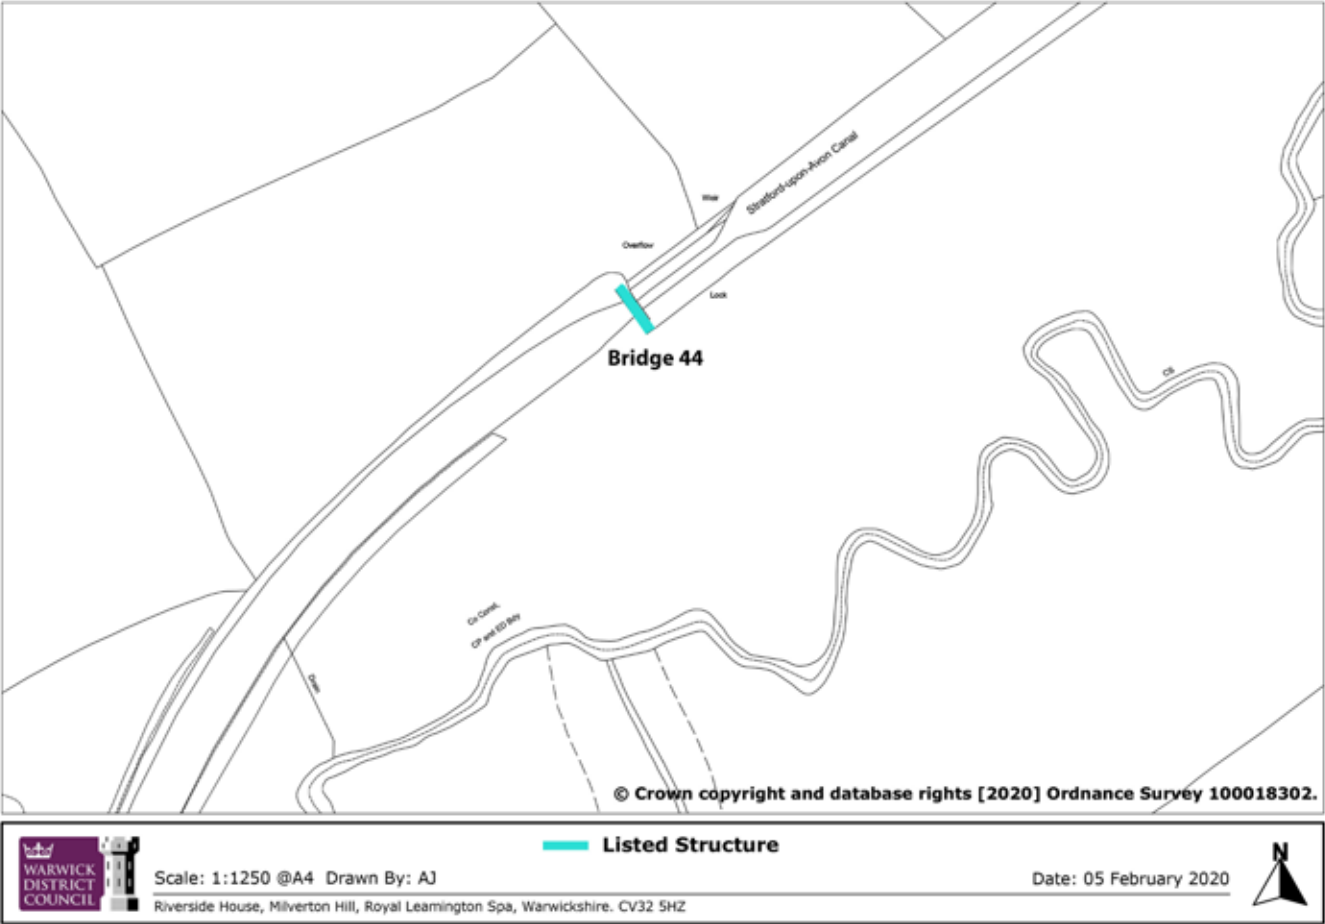 Stratford-upon-Avon Canal
Weir
Overflow
Lock
Bridge 44
CS
Co Const,
CP and ED Bdy
Drain
© Crown copyright and database rights [2020] Ordnance Survey 100018302.
WARWICK
DISTRICT
COUNCIL
Listed Structure
Scale: 1:1250 @A4 Drawn By: AJ
Date: 05 February 2020
Riverside House, Milverton Hill, Royal Leamington Spa, Warwickshire. CV32 5HZ
N